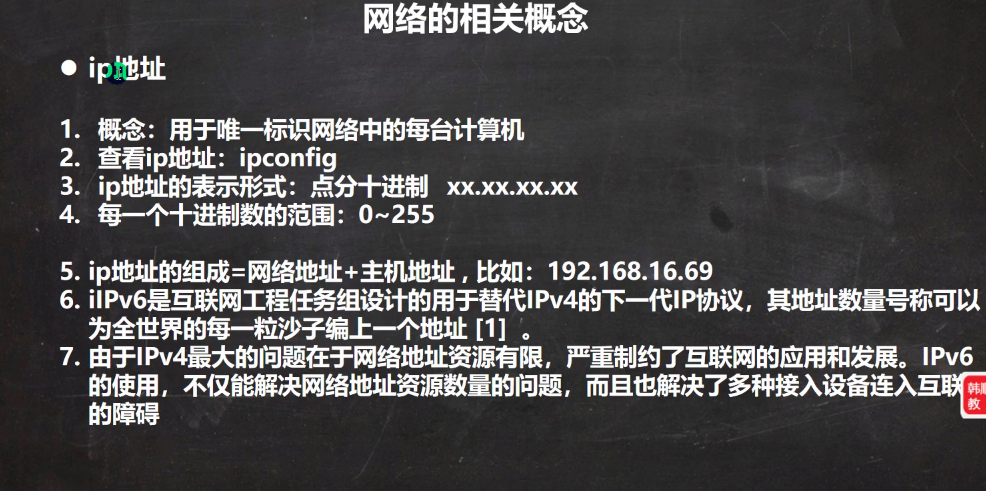 网络的相关概念
● ip地址
1. 概念：用于唯一标识网络中的每台计算机
2. 查看ip地址：ipconfig
3. ip地址的表示形式：点分十进制 xx.xx.xx.xx
4. 每一个十进制数的范围：0~255
5. ip地址的组成=网络地址+主机地址 , 比如：192.168.16.69
6. iIPv6是互联网工程任务组设计的用于替代IPv4的下一代IP协议，其地址数量号称可以
为全世界的每一粒沙子编上一个地址 [1] 。
7. 由于IPv4最大的问题在于网络地址资源有限，严重制约了互联网的应用和发展。IPv6
的使用，不仅能解决网络地址资源数量的问题，而且也解决了多种接入设备连入互联
的障碍
韩顺
教